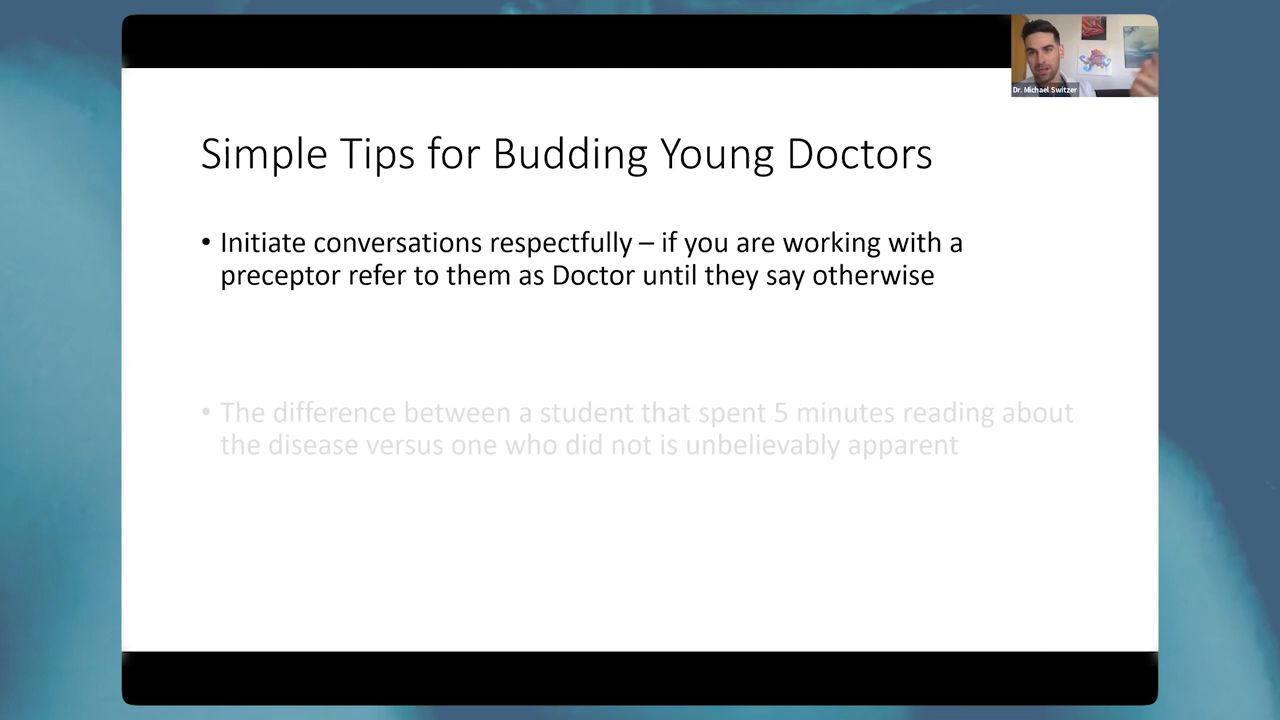 Dr. Michael Switzer
Simple Tips for Budding Young Doctors
• Initiate conversations respectfully – if you are working with a
preceptor refer to them as Doctor until they say otherwise
• The difference between a student that spent 5 minutes reading about
the disease versus one who did not is unbelievably apparent